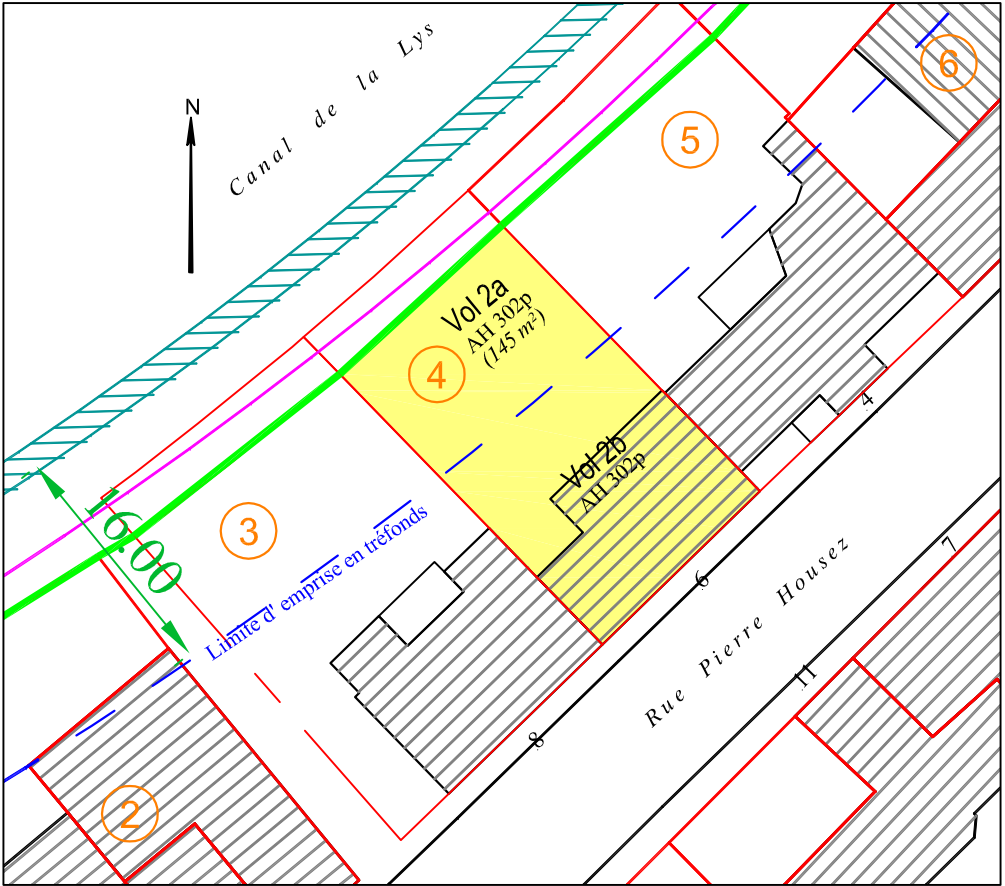 Canal de la Lys
N
6
5
Vol 2a
AH 302p
(145 m²)
4
4
Vol 2b
AH 302p
16.00
3
Limite d' emprise en tréfonds
6
7
Rue Pierre Housez
11
8
2